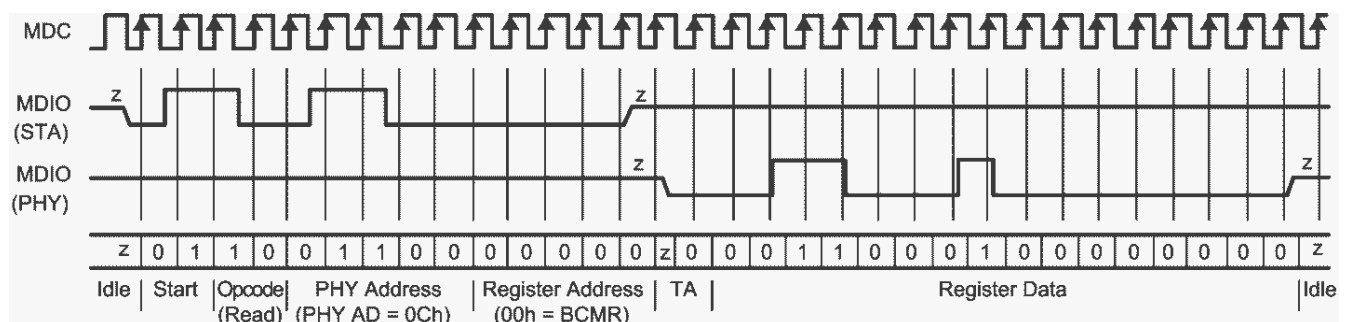 MDC
z z
MDIO
(STA)
z z
MDIO
(PHY)
z 0 1 1 0 0 1 1 0 0 0 0 0 0 0 z 0 0 0 1 1 0 0 0 1 0 0 0 0 0 0 0 0 z
Idle Start Opcode PHY Address Register Address TA Register Data Idle
(Read) (PHY AD = 0Ch) (00h = BCMR)